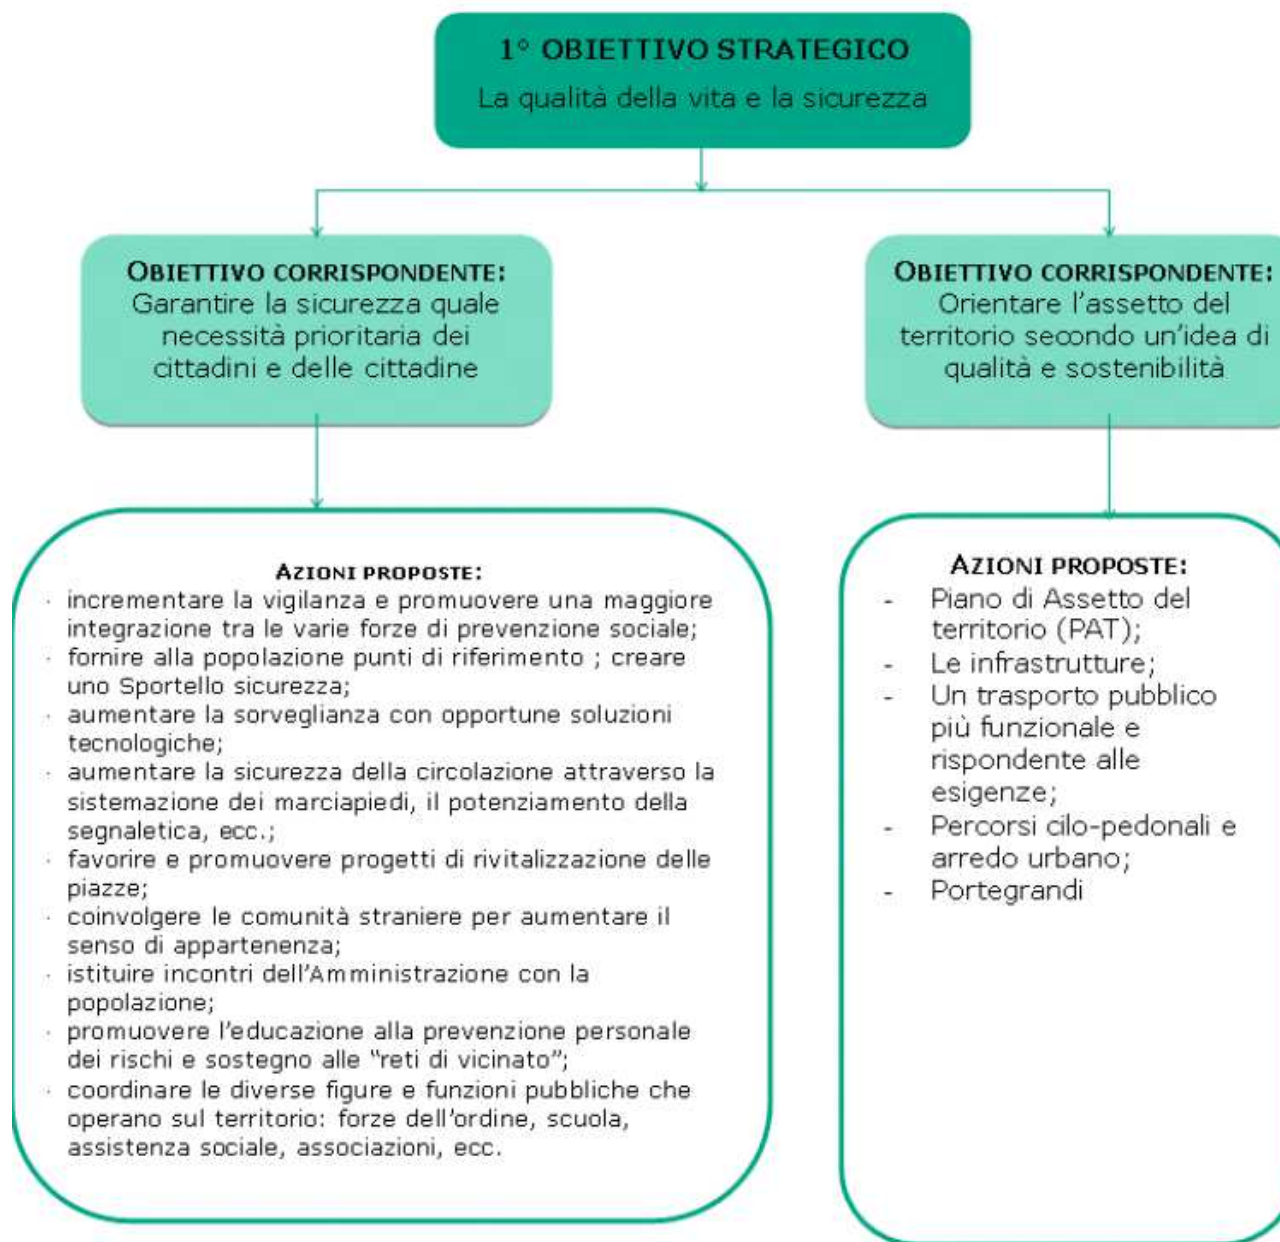 1° OBIETTIVO STRATEGICO
La qualità della vita e la sicurezza
OBIETTIVO CORRISPONDENTE:
Garantire la sicurezza quale
necessità prioritaria dei
cittadini e delle cittadine
OBIETTIVO CORRISPONDENTE:
Orientare l'assetto del
territorio secondo un'idea di
qualità e sostenibilità
AZIONI PROPOSTE:
· incrementare la vigilanza e promuovere una maggiore
integrazione tra le varie forze di prevenzione sociale;
· fornire alla popolazione punti di riferimento ; creare
uno Sportello sicurezza;
· aumentare la sorveglianza con opportune soluzioni
tecnologiche;
· aumentare la sicurezza della circolazione attraverso la
sistemazione dei marciapiedi, il potenziamento della
segnaletica, ecc.;
· favorire e promuovere progetti di rivitalizzazione delle
piazze;
· coinvolgere le comunità straniere per aumentare il
senso di appartenenza;
· istituire incontri dell'Amministrazione con la
popolazione;
· promuovere l'educazione alla prevenzione personale
dei rischi e sostegno alle "reti di vicinato";
· coordinare le diverse figure e funzioni pubbliche che
operano sul territorio: forze dell'ordine, scuola,
assistenza sociale, associazioni, ecc.
AZIONI PROPOSTE:
- Piano di Assetto del
territorio (PAT);
- Le infrastrutture;
- Un trasporto pubblico
più funzionale e
rispondente alle
esigenze;
- Percorsi cilo-pedonali e
arredo urbano;
- Portegrandi